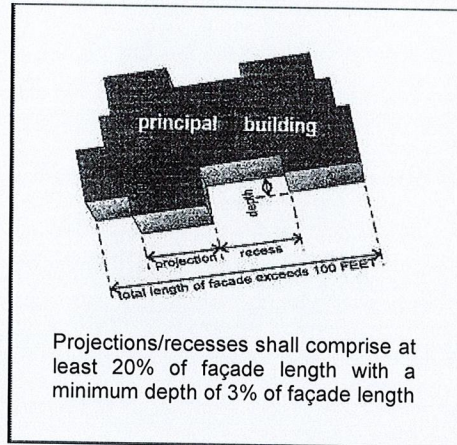 principal building
depth
projection recess
total length of facade exceeds 100 FEET
Projections/recesses shall comprise at
least 20% of façade length with a
minimum depth of 3% of façade length